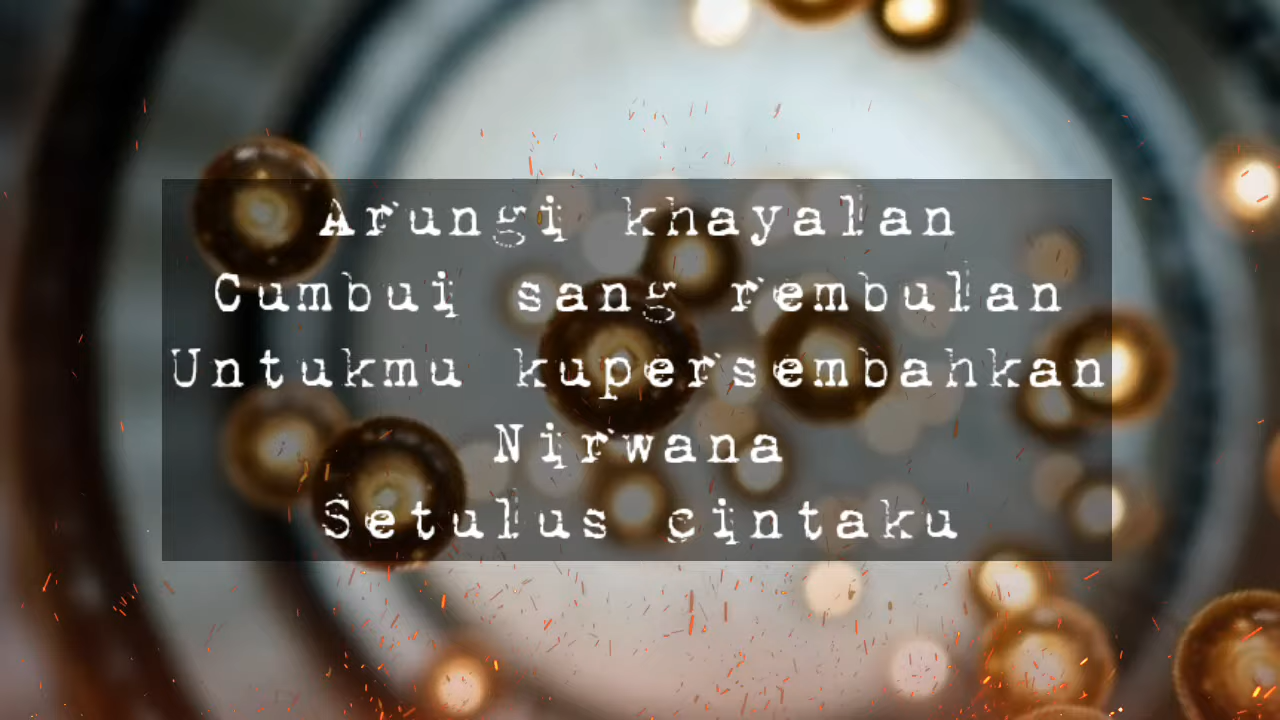 Arungi khayalan
Cumbui sang rembulan
Untukmu kupersembahkan
Nirwana
Setulus cintaku